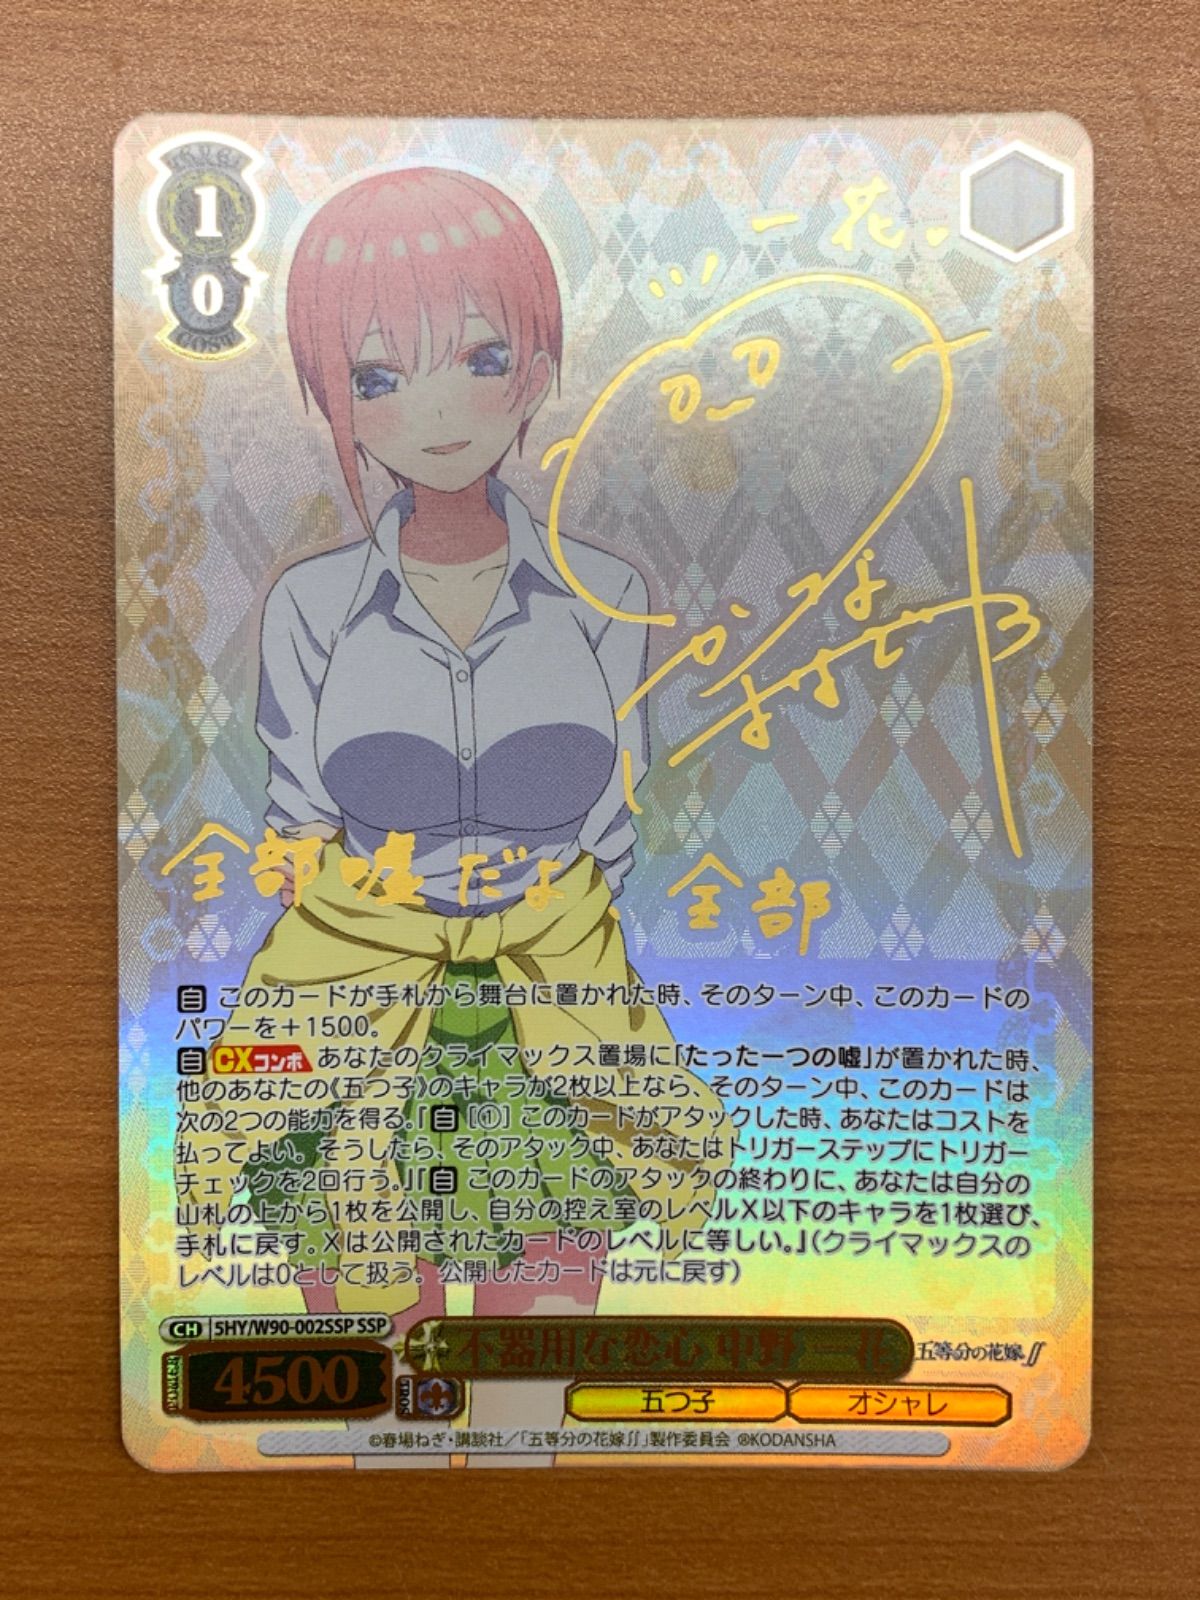 1
0
COST
一花
全部嘘だよ、全部
自 このカードが手札から舞台に置かれた時、そのターン中、このカードの
パワーを＋1500。
自 CXコンボ あなたのクライマックス置場に「たった一つの嘘」が置かれた時、
他のあなたの《五つ子》のキャラが2枚以上なら、そのターン中、このカードは
次の2つの能力を得る。『自 ［①］ このカードがアタックした時、あなたはコストを
払ってよい。そうしたら、そのアタック中、あなたはトリガーステップにトリガー
チェックを2回行う。』『自 このカードのアタックの終わりに、あなたは自分の
山札の上から1枚を公開し、自分の控え室のレベルX以下のキャラを1枚選び、
手札に戻す。Xは公開されたカードのレベルに等しい。』（クライマックスの
レベルは0として扱う。公開したカードは元に戻す）
CH 5HY/W90-002SSP SSP
不器用な恋心 中野 一花
五等分の花嫁∬
4500
五つ子
オシャレ
©春場ねぎ・講談社／「五等分の花嫁∬」製作委員会 ®KODANSHA